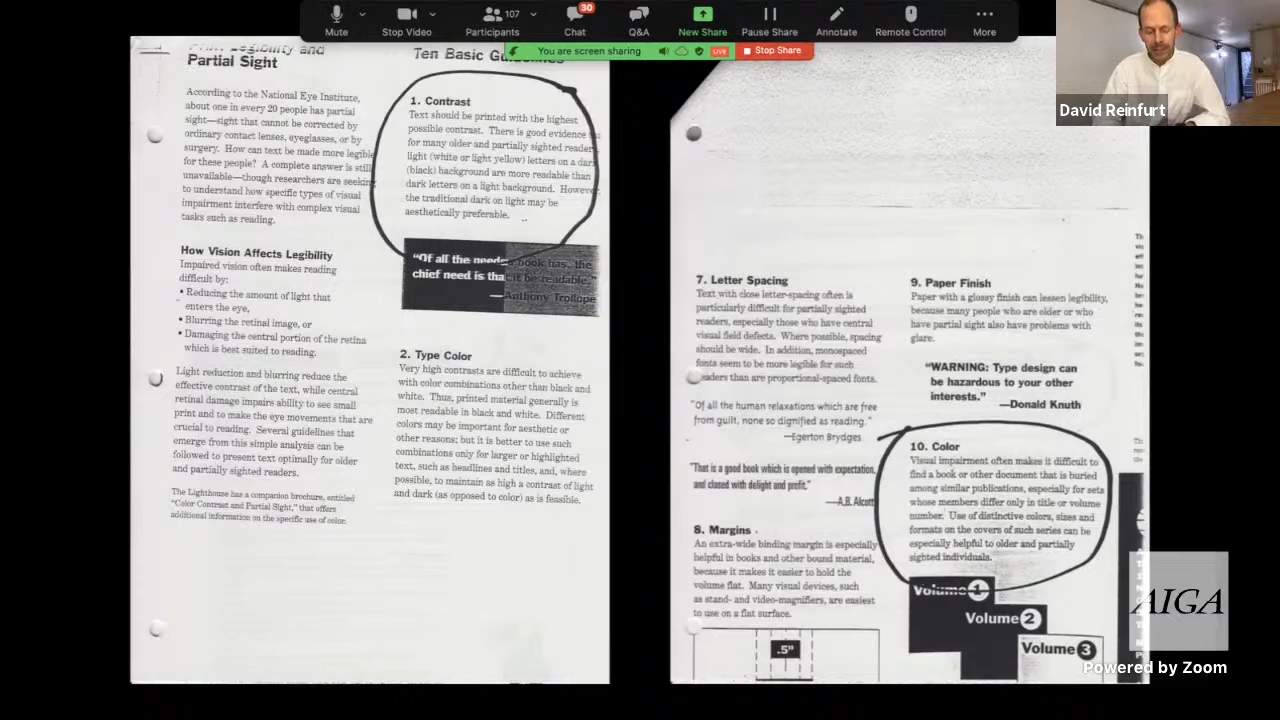 107
30
Mute
Stop Video
Participants
Chat
Q&A
New Share
Pause Share
Annotate
Remote Control
More
You are screen sharing
LIVE
Stop Share
David Reinfurt
Print Legibility and
Partial Sight
According to the National Eye Institute,
about one in every 20 people has partial
sight—sight that cannot be corrected by
ordinary contact lenses, eyeglasses, or by
surgery. How can text be made more legible
for these people? A complete answer is still
unavailable—though researchers are seeking
to understand how specific types of visual
impairment interfere with complex visual
tasks such as reading.
How Vision Affects Legibility
Impaired vision often makes reading
difficult by:
• Reducing the amount of light that
enters the eye,
• Blurring the retinal image, or
• Damaging the central portion of the retina
which is best suited to reading.
Light reduction and blurring reduce the
effective contrast of the text, while central
retinal damage impairs ability to see small
print and to make the eye movements that are
crucial to reading. Several guidelines that
emerge from this simple analysis can be
followed to present text optimally for older
and partially sighted readers.
The Lighthouse has a companion brochure, entitled
"Color Contrast and Partial Sight," that offers
additional information on the specific use of color.
Ten Basic Guidelines
1. Contrast
Text should be printed with the highest
possible contrast. There is good evidence
for many older and partially sighted readers
light (white or light yellow) letters on a dark
(black) background are more readable than
dark letters on a light background. However
the traditional dark on light may be
aesthetically preferable.
"Of all the needs a book has, the
chief need is that it be readable."
—Anthony Trollope
2. Type Color
Very high contrasts are difficult to achieve
with color combinations other than black and
white. Thus, printed material generally is
most readable in black and white. Different
colors may be important for aesthetic or
other reasons; but it is better to use such
combinations only for larger or highlighted
text, such as headlines and titles, and, where
possible, to maintain as high a contrast of light
and dark (as opposed to color) as is feasible.
7. Letter Spacing
Text with close letter-spacing often is
particularly difficult for partially sighted
readers, especially those who have central
visual field defects. Where possible, spacing
should be wide. In addition, monospaced
fonts seem to be more legible for such
readers than are proportional-spaced fonts.
"Of all the human relaxations which are free
from guilt, none so dignified as reading."
—Egerton Brydges
"That is a good book which is opened with expectation,
and closed with delight and profit."
—A.B. Alcott
8. Margins
An extra-wide binding margin is especially
helpful in books and other bound material,
because it makes it easier to hold the
volume flat. Many visual devices, such
as stand- and video-magnifiers, are easiest
to use on a flat surface.
.5"
9. Paper Finish
Paper with a glossy finish can lessen legibility,
because many people who are older or who
have partial sight also have problems with
glare.
"WARNING: Type design can
be hazardous to your other
interests."
—Donald Knuth
10. Color
Visual impairment often makes it difficult to
find a book or other document that is buried
among similar publications, especially for sets
whose members differ only in title or volume
number. Use of distinctive colors, sizes and
formats on the covers of such series can be
especially helpful to older and partially
sighted individuals.
Volume 1
Volume 2
Volume 3
AIGA
Powered by Zoom